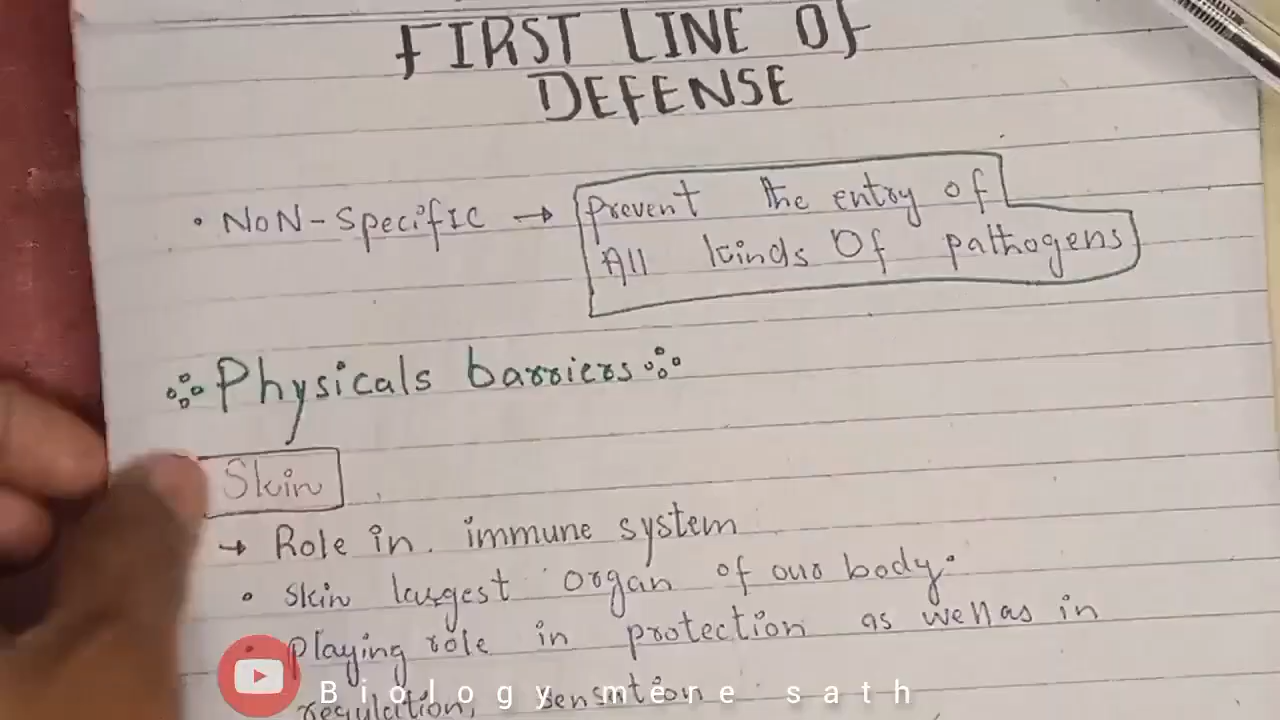 FIRST LINE OF
DEFENSE
• NON-SpecifIC → prevent the entry of
All kinds Of pathogens
Physicals barriers
Skin
→ Role in. immune system
• Skin largest organ of our body.
• playing role in protection as well as in
regulation, sensation
Biology mere sath